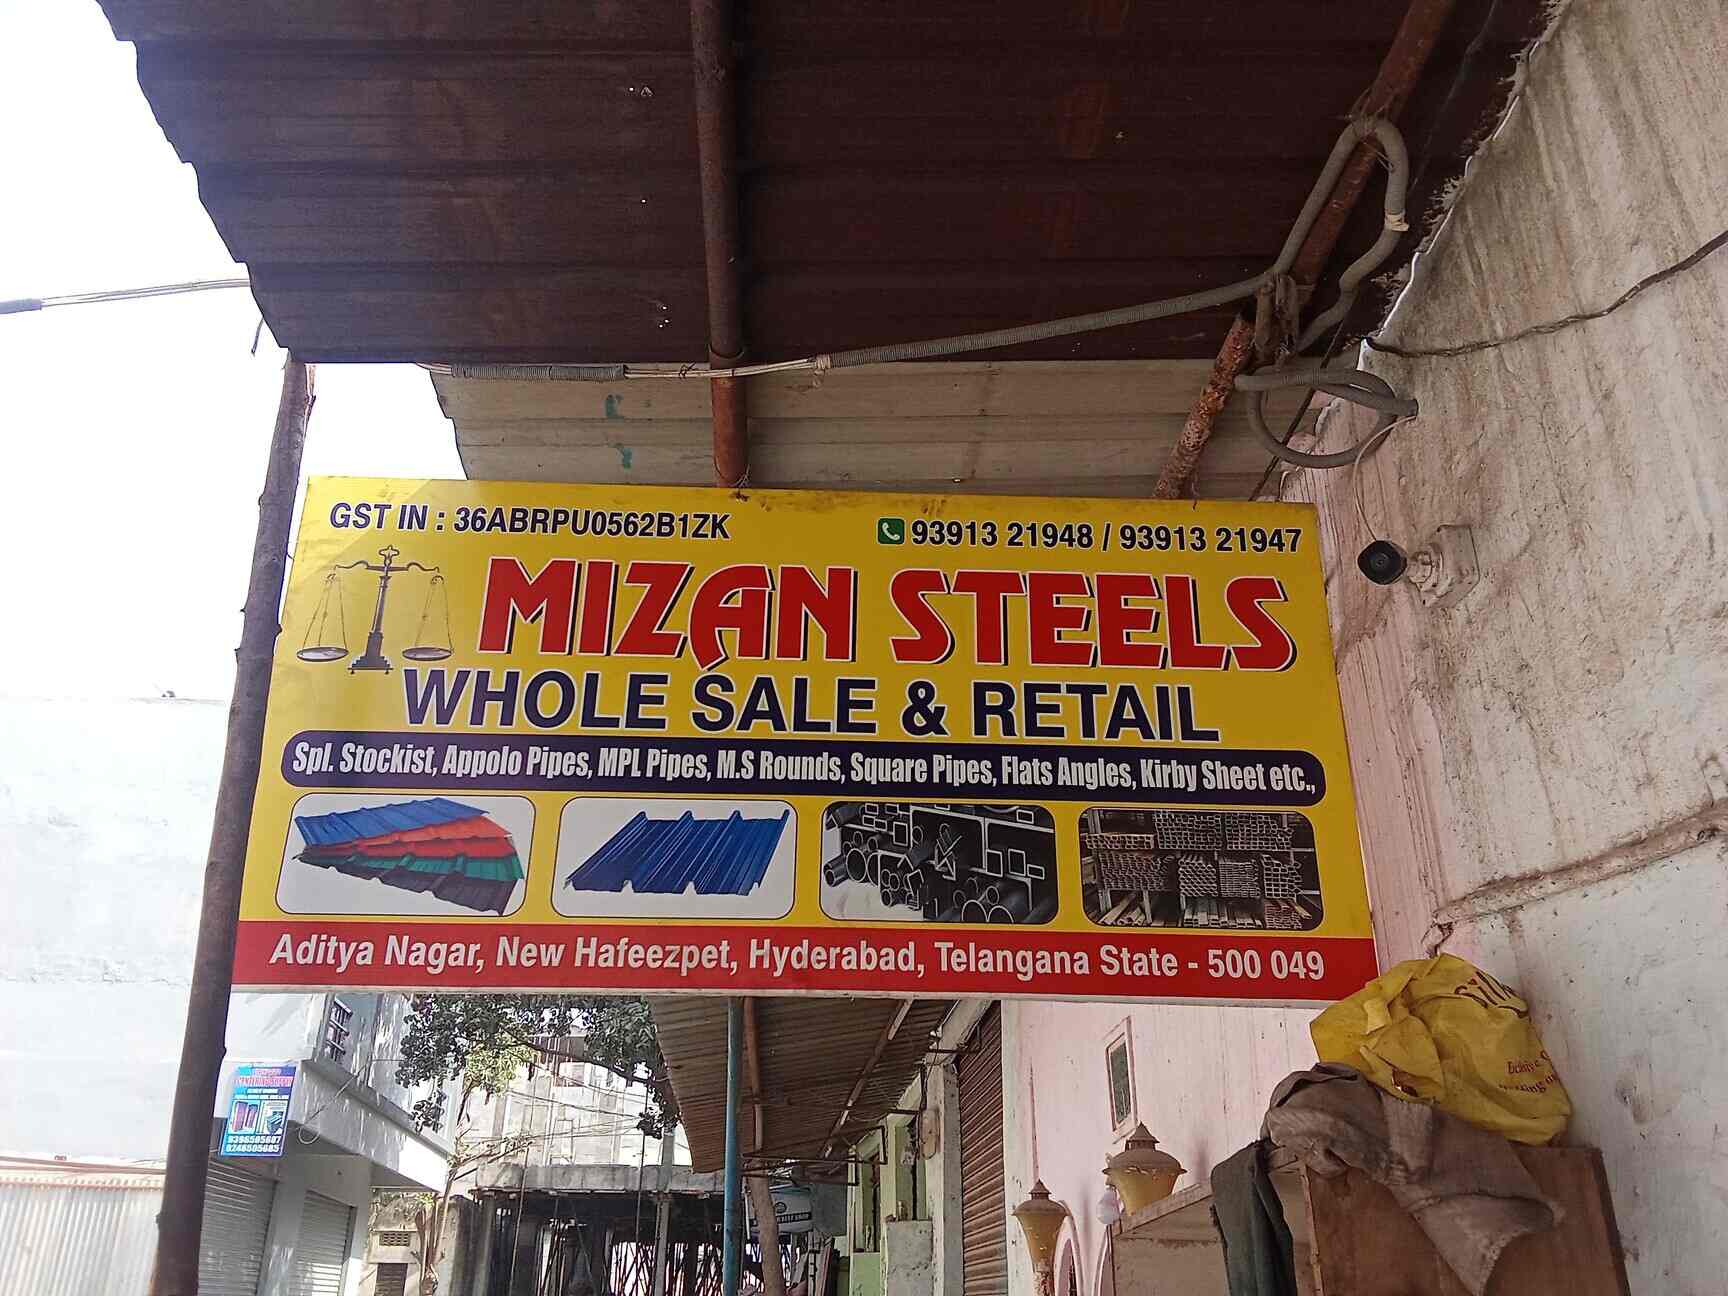 GST IN : 36ABRPU0562B1ZK
93913 21948 / 93913 21947
MIZAN STEELS
WHOLE SALE & RETAIL
Spl. Stockist, Appolo Pipes, MPL Pipes, M.S Rounds, Square Pipes, Flats Angles, Kirby Sheet etc.,
Aditya Nagar, New Hafeezpet, Hyderabad, Telangana State - 500 049